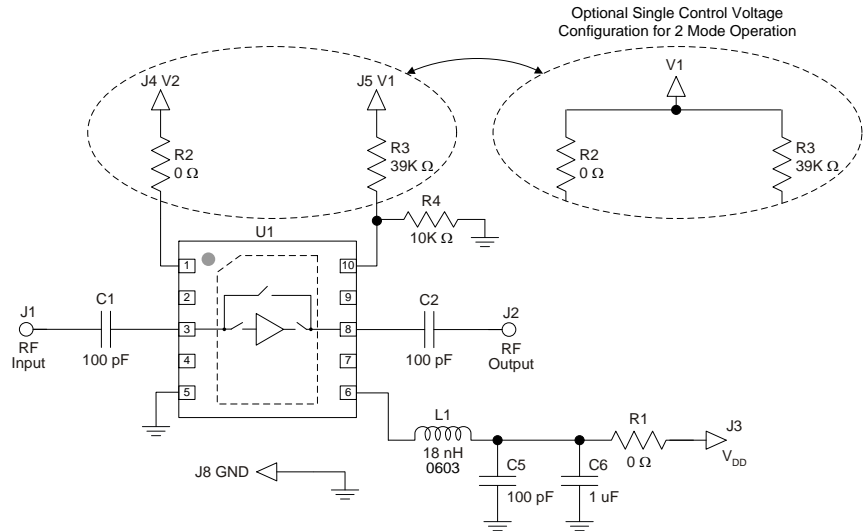 Optional Single Control Voltage
Configuration for 2 Mode Operation
J4 V2
J5 V1
V1
R2
0 Ω
R3
39K Ω
R2
0 Ω
R3
39K Ω
R4
10K Ω
U1
1
10
2
9
J1
RF
Input
C1
100 pF
3
8
C2
100 pF
J2
RF
Output
4
7
5
6
L1
18 nH
0603
R1
0 Ω
J3
VDD
J8 GND
C5
100 pF
C6
1 uF